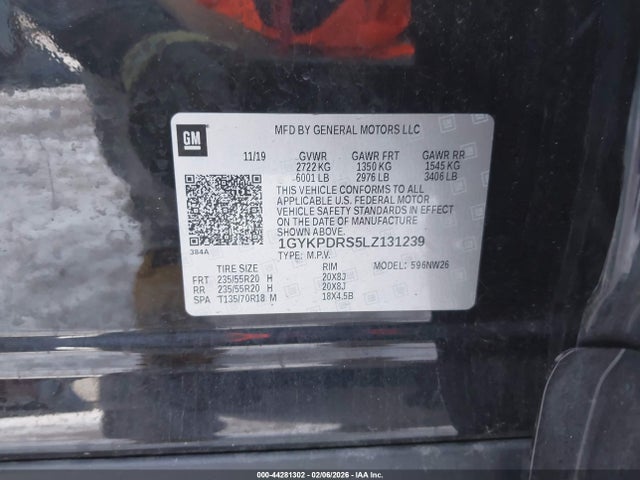 GM
MFD BY GENERAL MOTORS LLC
11/19 GVWR GAWR FRT GAWR RR
2722 KG 1350 KG 1545 KG
6001 LB 2976 LB 3406 LB
THIS VEHICLE CONFORMS TO ALL
APPLICABLE U.S. FEDERAL MOTOR
VEHICLE SAFETY STANDARDS IN EFFECT
ON THE DATE OF MANUFACTURE
SHOWN ABOVE.
384A
1GYKPDRS5LZ131239
TYPE: M.P.V. 596NW26
TIRE SIZE RIM
FRT 235/55R20 H 20X8J
RR 235/55R20 H 20X8J
SPA T135/70R18 M 18X4.5B
000-44281302 - 02/06/2026 - IAA, Inc.